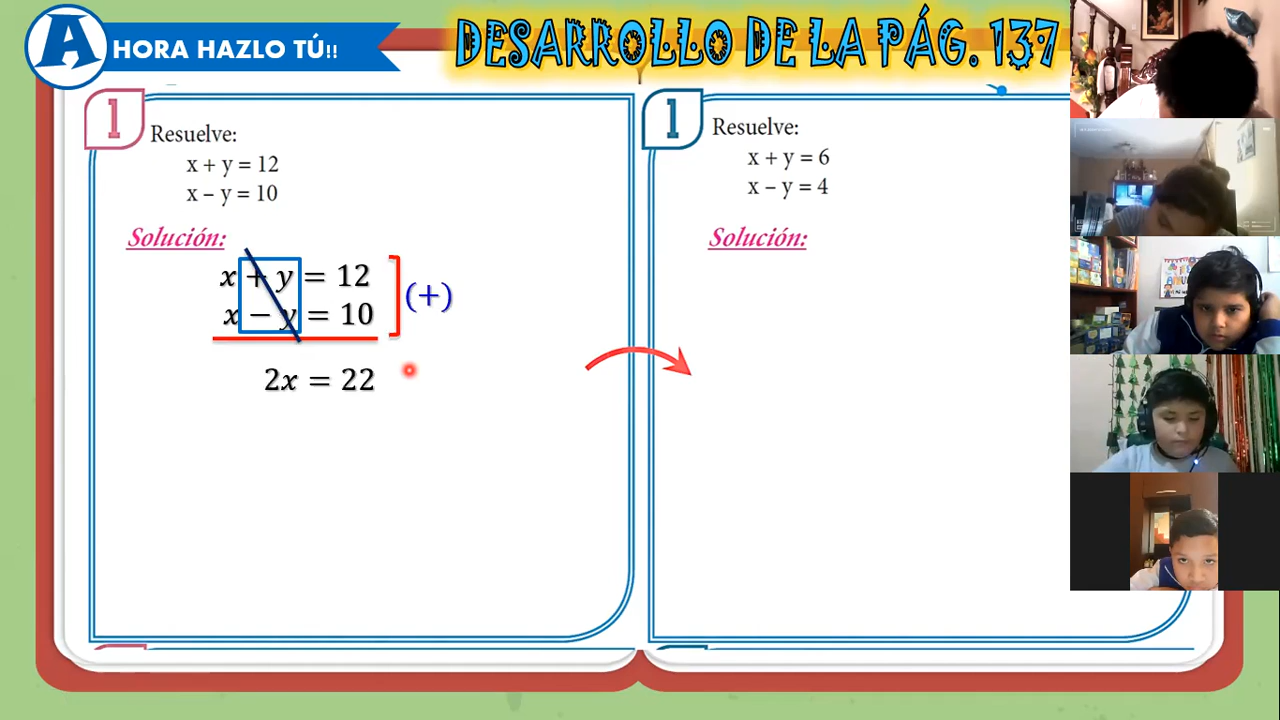 AHORA HAZLO TÚ!!
DESARROLLO DE LA PÁG. 137
1
Resuelve:
x + y = 12
x – y = 10
Solución:
x + y = 12
x − y = 10
(+)
2x = 22
1
Resuelve:
x + y = 6
x – y = 4
Solución: